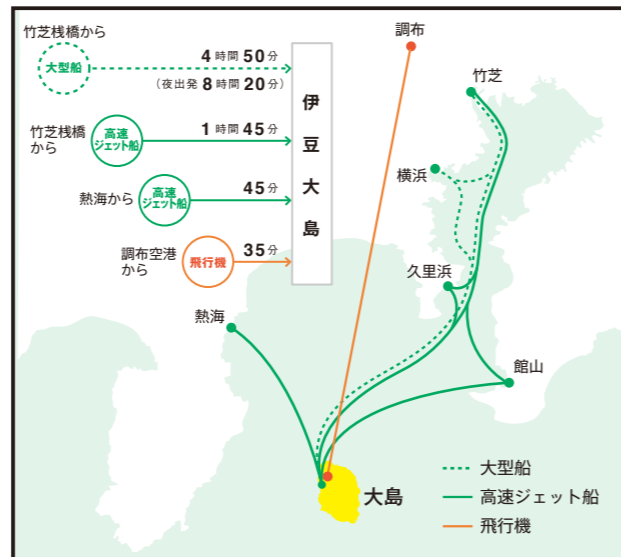 竹芝桟橋から
大型船
4時間50分
（夜出発8時間20分）
竹芝桟橋
から
高速
ジェット船
1時間45分
熱海から
高速
ジェット船
45分
調布空港
から
飛行機
35分
伊豆大島
調布
竹芝
横浜
久里浜
熱海
館山
大島
大型船
高速ジェット船
飛行機